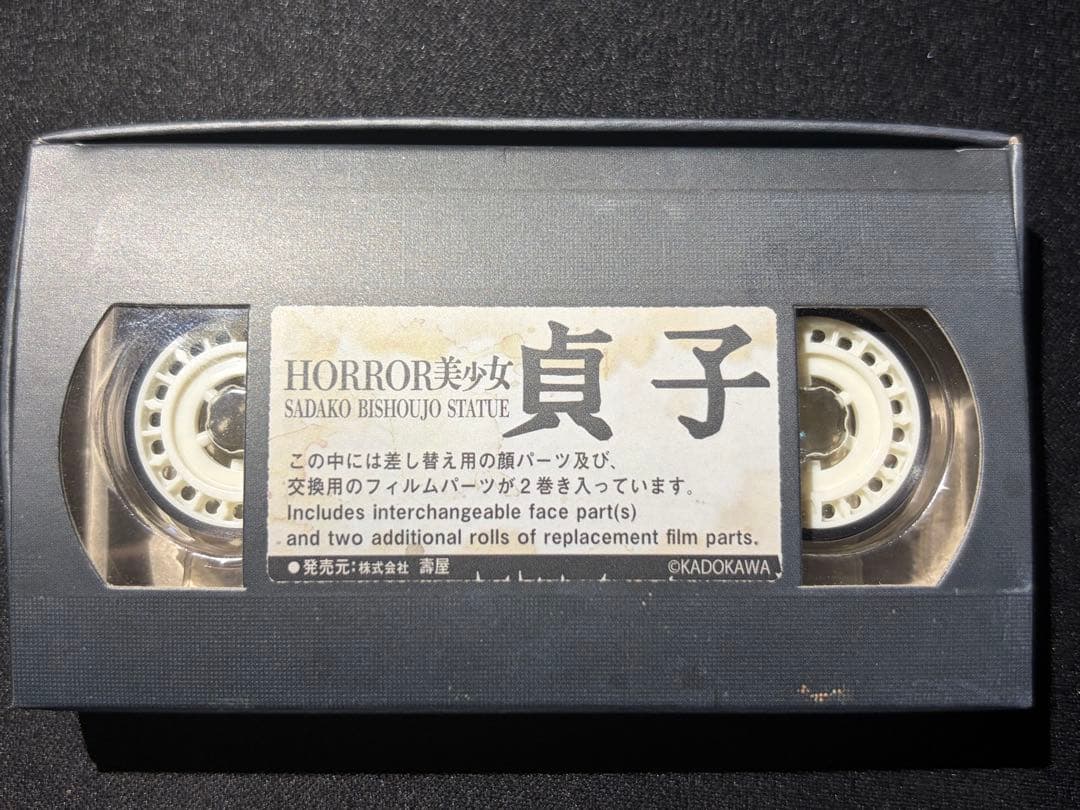 HORROR美少女 貞子
SADAKO BISHOUJO STATUE
この中には差し替え用の顔パーツ及び、
交換用のフィルムパーツが2巻き入っています。
Includes interchangeable face part(s)
and two additional rolls of replacement film parts.
●発売元:株式会社 壽屋 ©KADOKAWA